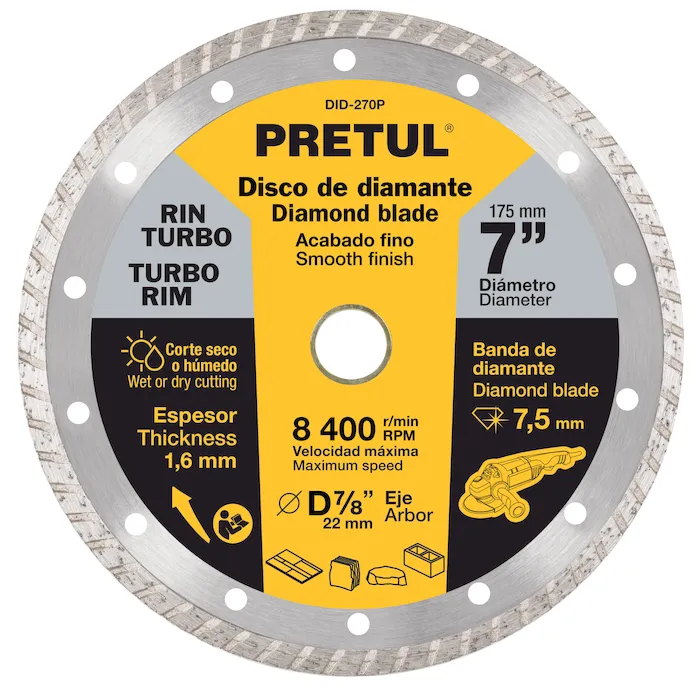 DID-270P
PRETUL®
Disco de diamante
Diamond blade
Acabado fino
Smooth finish
RIN
TURBO
TURBO
RIM
175 mm
7”
Diámetro
Diameter
Corte seco
o húmedo
Wet or dry cutting
Espesor
Thickness
1,6 mm
Banda de
diamante
Diamond blade
7,5 mm
8 400 r/min
RPM
Velocidad máxima
Maximum speed
D 7/8” Eje
22 mm Arbor